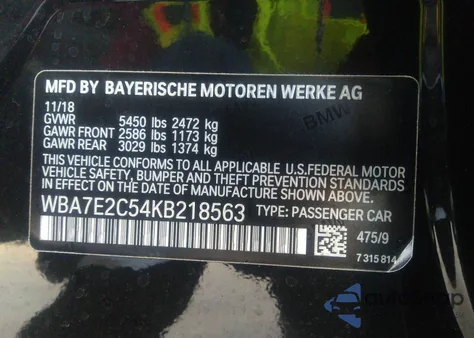 MFD BY BAYERISCHE MOTOREN WERKE AG
11/18
GVWR 5450 lbs 2472 kg
GAWR FRONT 2586 lbs 1173 kg
GAWR REAR 3029 lbs 1374 kg
BMW
THIS VEHICLE CONFORMS TO ALL APPLICABLE U.S.FEDERAL MOTOR
VEHICLE SAFETY, BUMPER AND THEFT PREVENTION STANDARDS IN
EFFECT ON THE DATE OF MANUFACTURE SHOWN ABOVE.
WBA7E2C54KB218563 TYPE: PASSENGER CAR
475/9
7 315 814